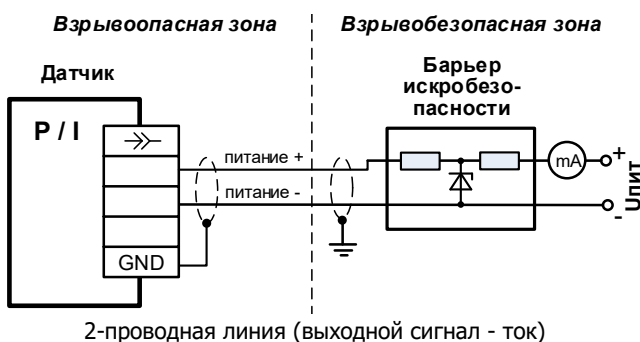 Взрывоопасная зона
Взрывобезопасная зона
Датчик
Барьер
искробезо-
пасности
P / I
питание +
питание -
GND
mA
+
-
Uпит
2-проводная линия (выходной сигнал - ток)